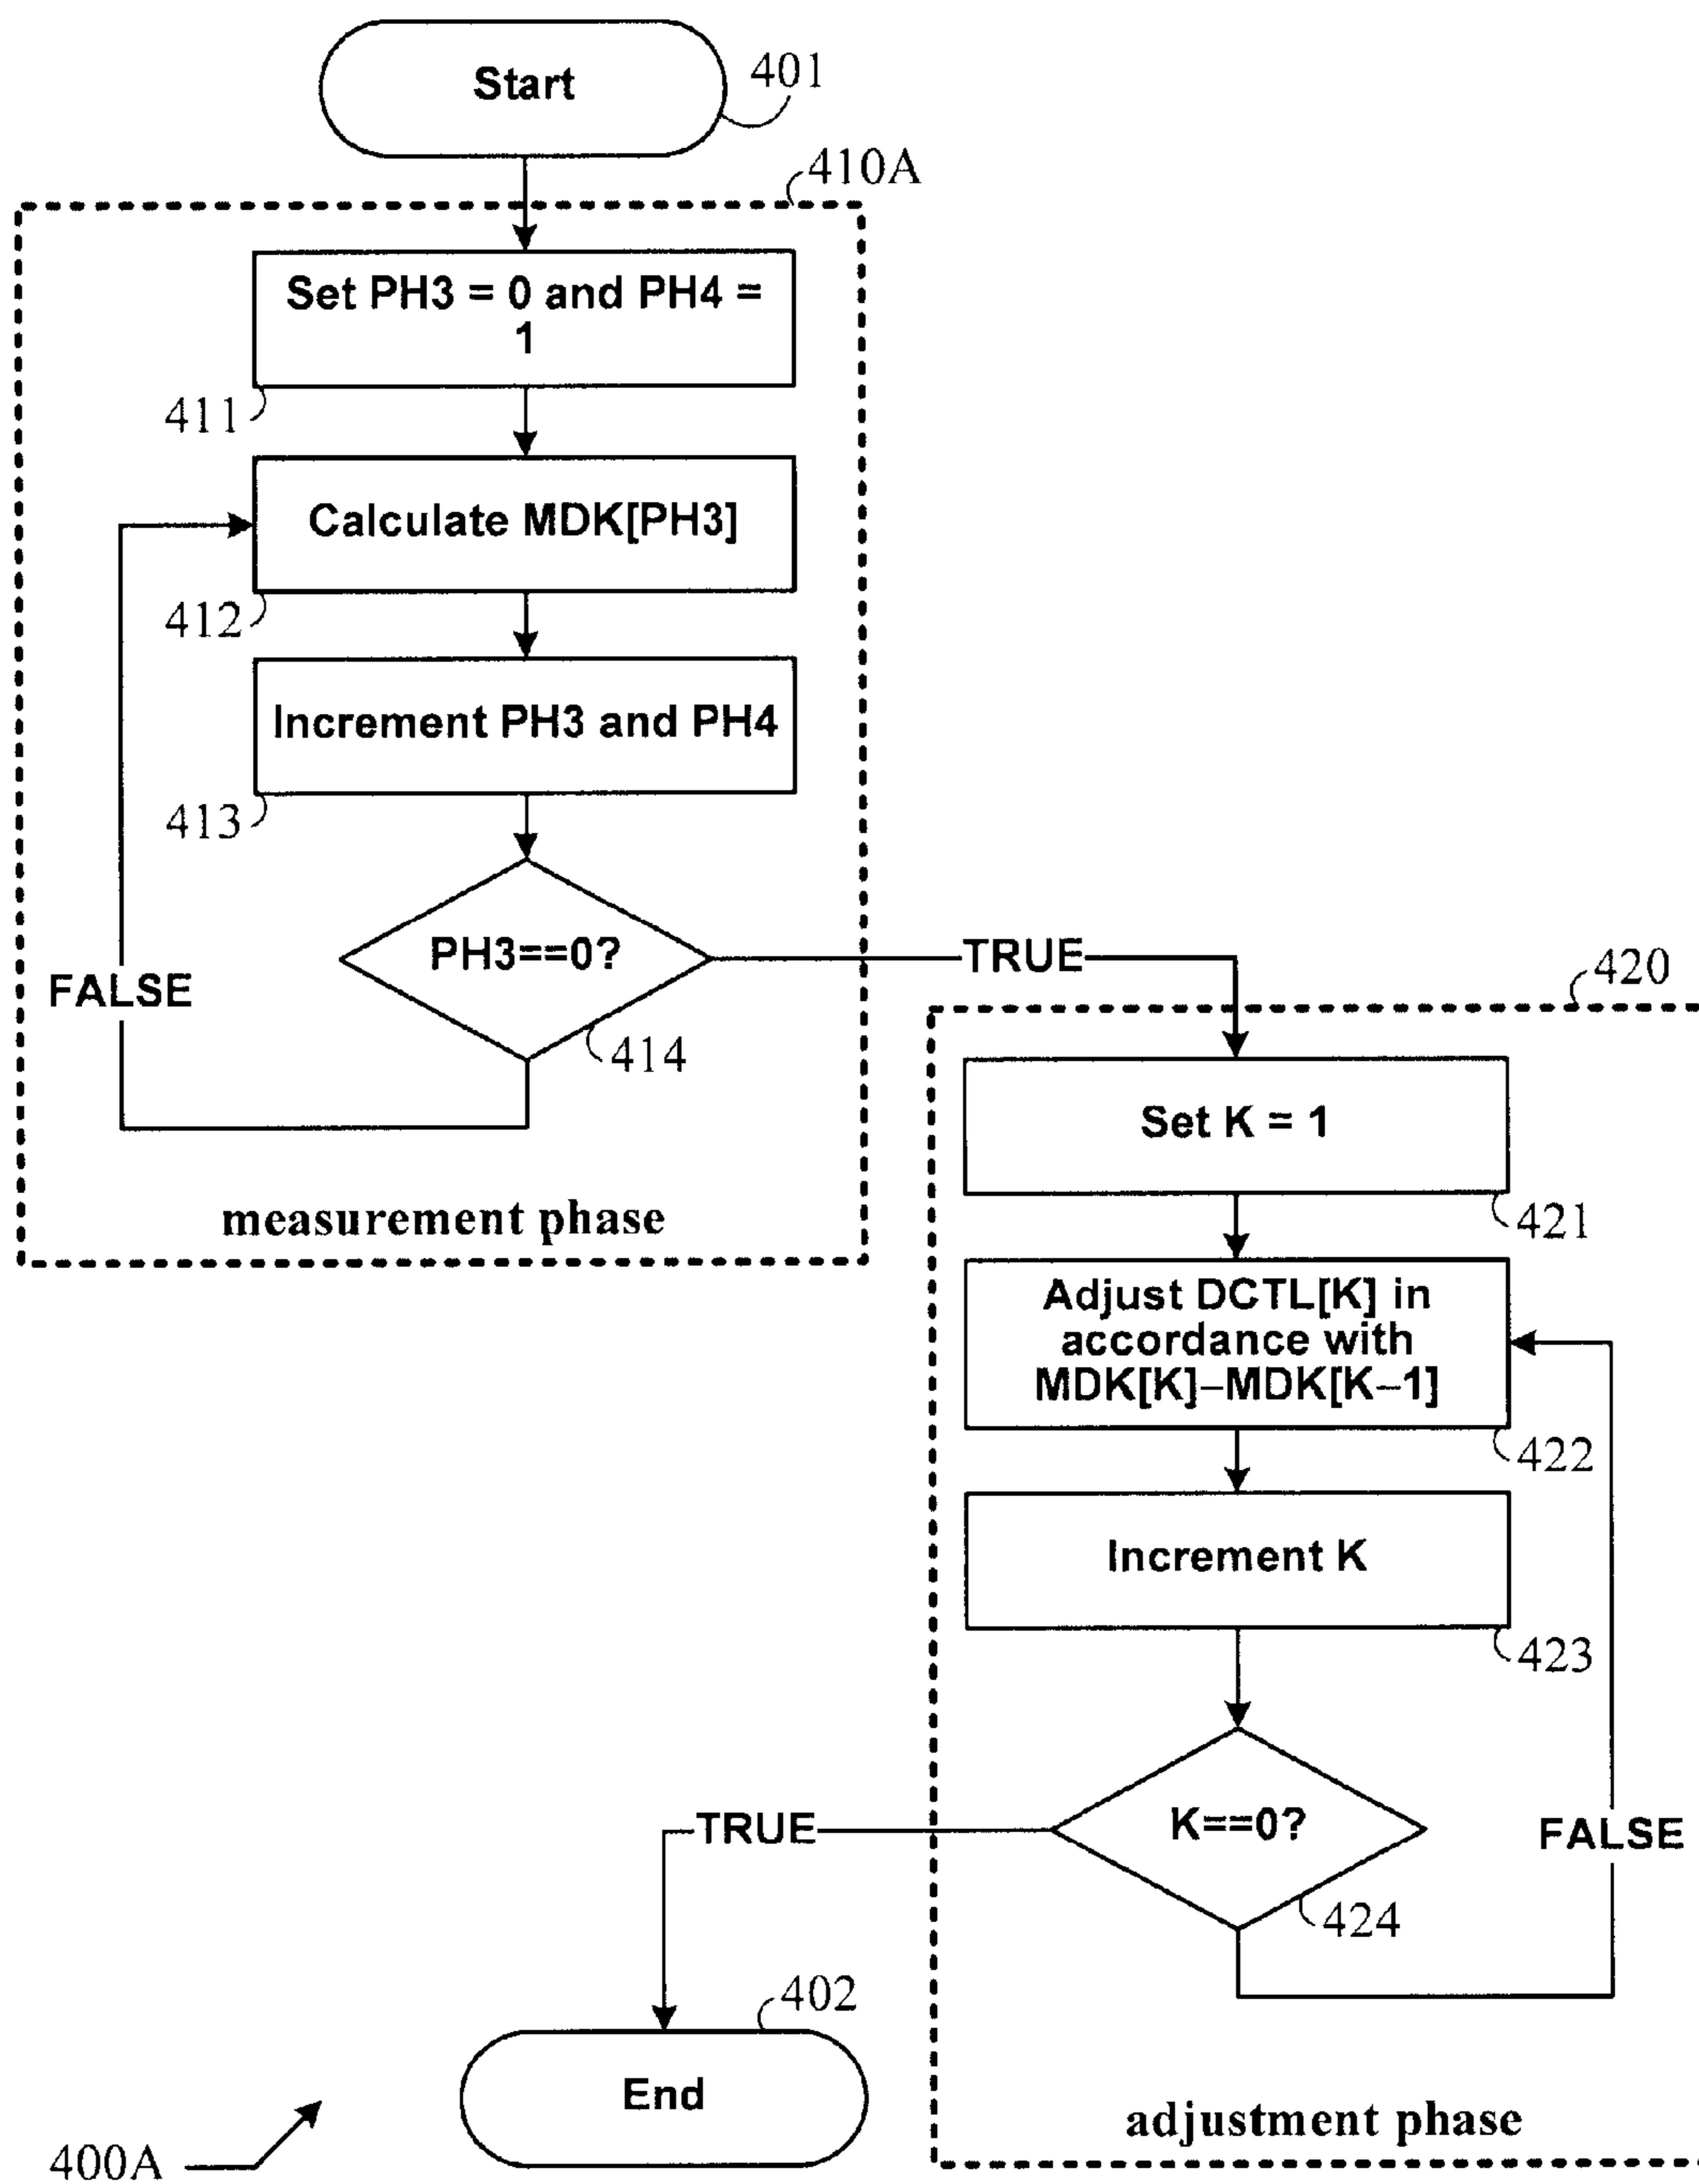 Start
401
410A
Set PH3 = 0 and PH4 =
1
411
Calculate MDK[PH3]
412
Increment PH3 and PH4
413
PH3==0?
414
FALSE
TRUE
measurement phase
420
Set K = 1
421
Adjust DCTL[K] in
accordance with
MDK[K]–MDK[K–1]
422
Increment K
423
K==0?
424
FALSE
TRUE
adjustment phase
402
End
400A